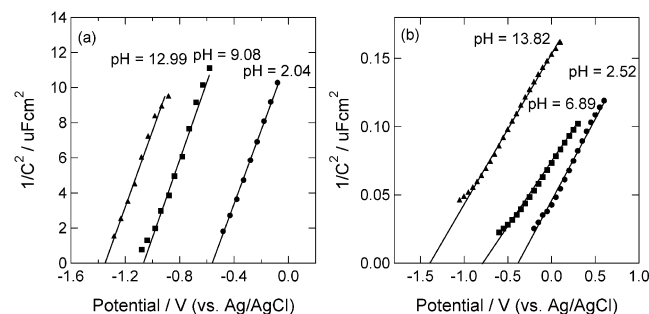 (a)
pH = 12.99
pH = 9.08
pH = 2.04
12
10
8
6
4
2
0
1/C² / uFcm²
-1.6
-1.2
-0.8
-0.4
0.0
Potential / V (vs. Ag/AgCl)
(b)
pH = 13.82
pH = 2.52
pH = 6.89
0.15
0.10
0.05
0.00
1/C² / uFcm²
-1.5
-1.0
-0.5
0.0
0.5
1.0
Potential / V (vs. Ag/AgCl)